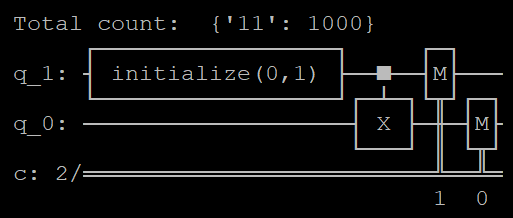 Total count:  {'11': 1000}
q_1: initialize(0,1) M
q_0: X M
c: 2/
1 0